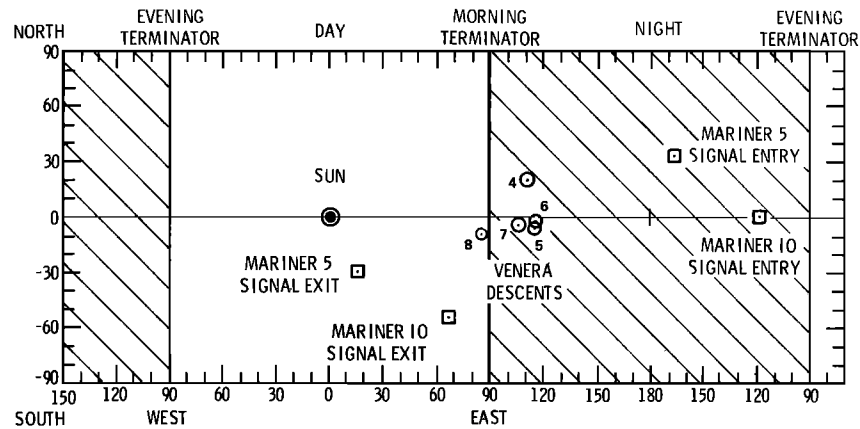 EVENING TERMINATOR
DAY
MORNING TERMINATOR
NIGHT
EVENING TERMINATOR
NORTH
90
60
30
0
-30
-60
-90
SOUTH
MARINER 5
SIGNAL ENTRY
4
SUN
6
7
5
8
MARINER 10
SIGNAL ENTRY
MARINER 5
SIGNAL EXIT
VENERA
DESCENTS
MARINER 10
SIGNAL EXIT
150 120 90 60 30 0 30 60 90 120 150 180 150 120 90
WEST
EAST